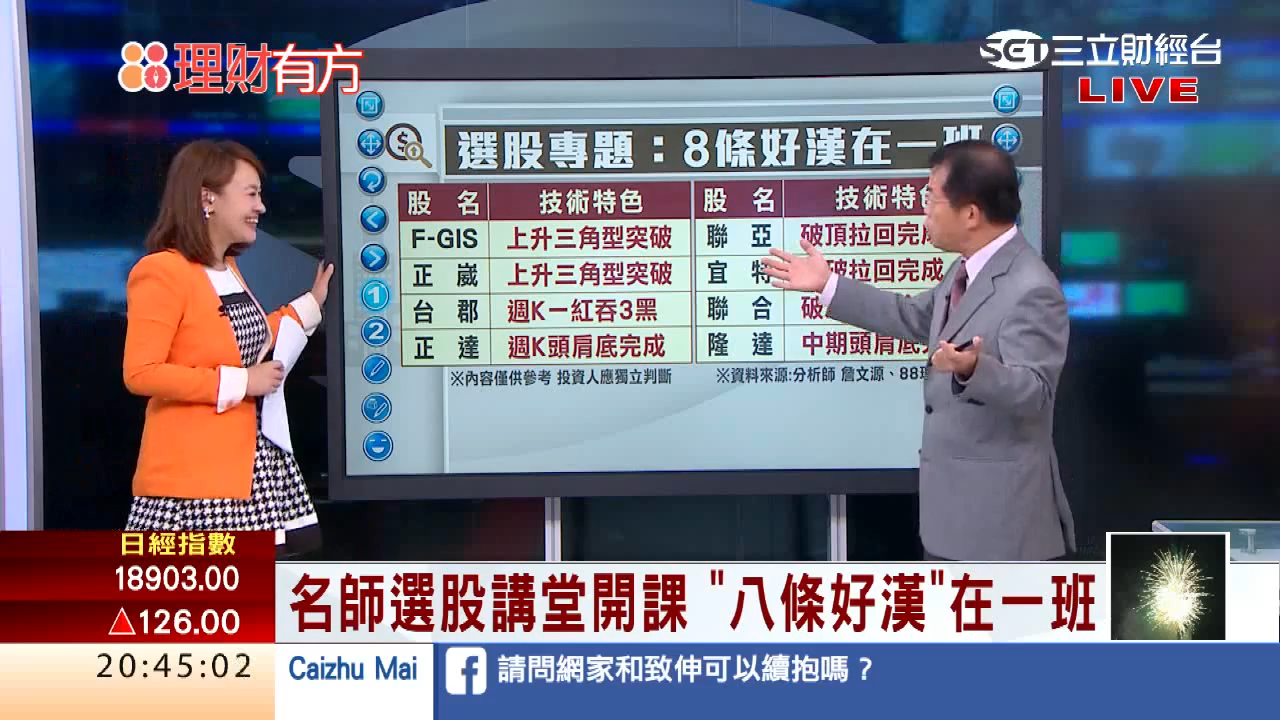 理財有方
SET三立財經台
LIVE
選股專題：8條好漢在一班
股名 技術特色 股名 技術特
F-GIS 上升三角型突破 聯亞 破頂拉回完
正崴 上升三角型突破 宜特 破拉回完成
台郡 週K一紅吞3黑 聯合 破
正達 週K頭肩底完成 隆達 中期頭肩底
※內容僅供參考 投資人應獨立判斷 ※資料來源:分析師 詹文源、88
日經指數
18903.00
▲126.00
名師選股講堂開課 "八條好漢"在一班
20:45:02
Caizhu Mai
請問網家和致伸可以續抱嗎？